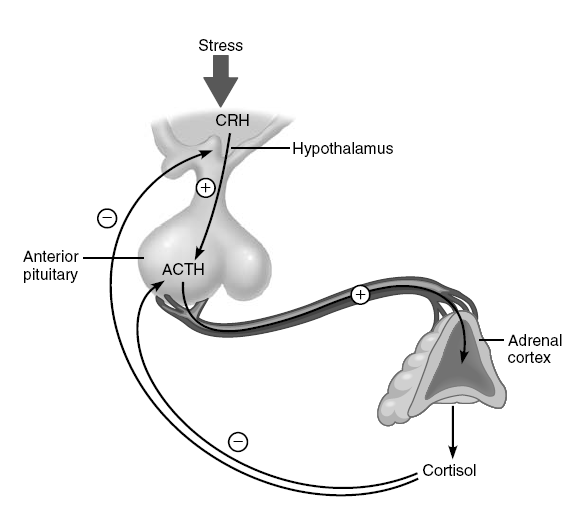 Stress
CRH
Hypothalamus
+
−
Anterior
pituitary
ACTH
+
Adrenal
cortex
−
Cortisol